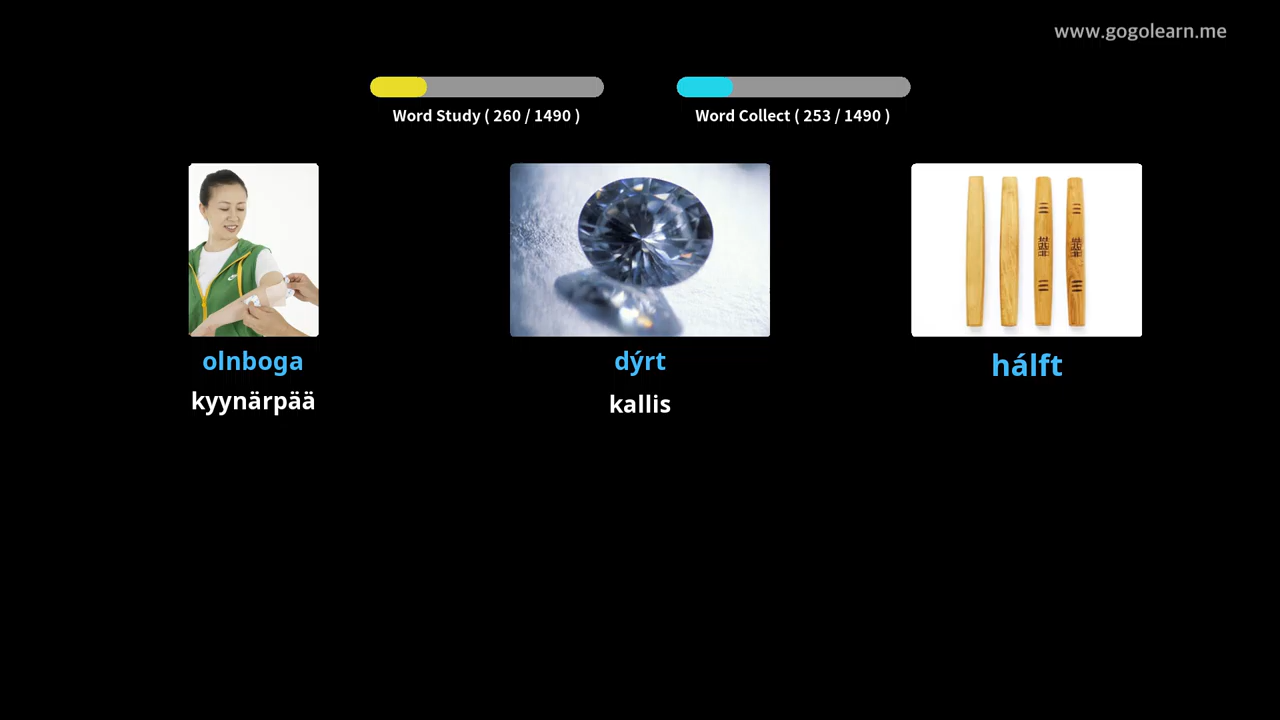 www.gogolearn.me
Word Study ( 260 / 1490 )
Word Collect ( 253 / 1490 )
olnboga
kyynärpää
dýrt
kallis
hálft